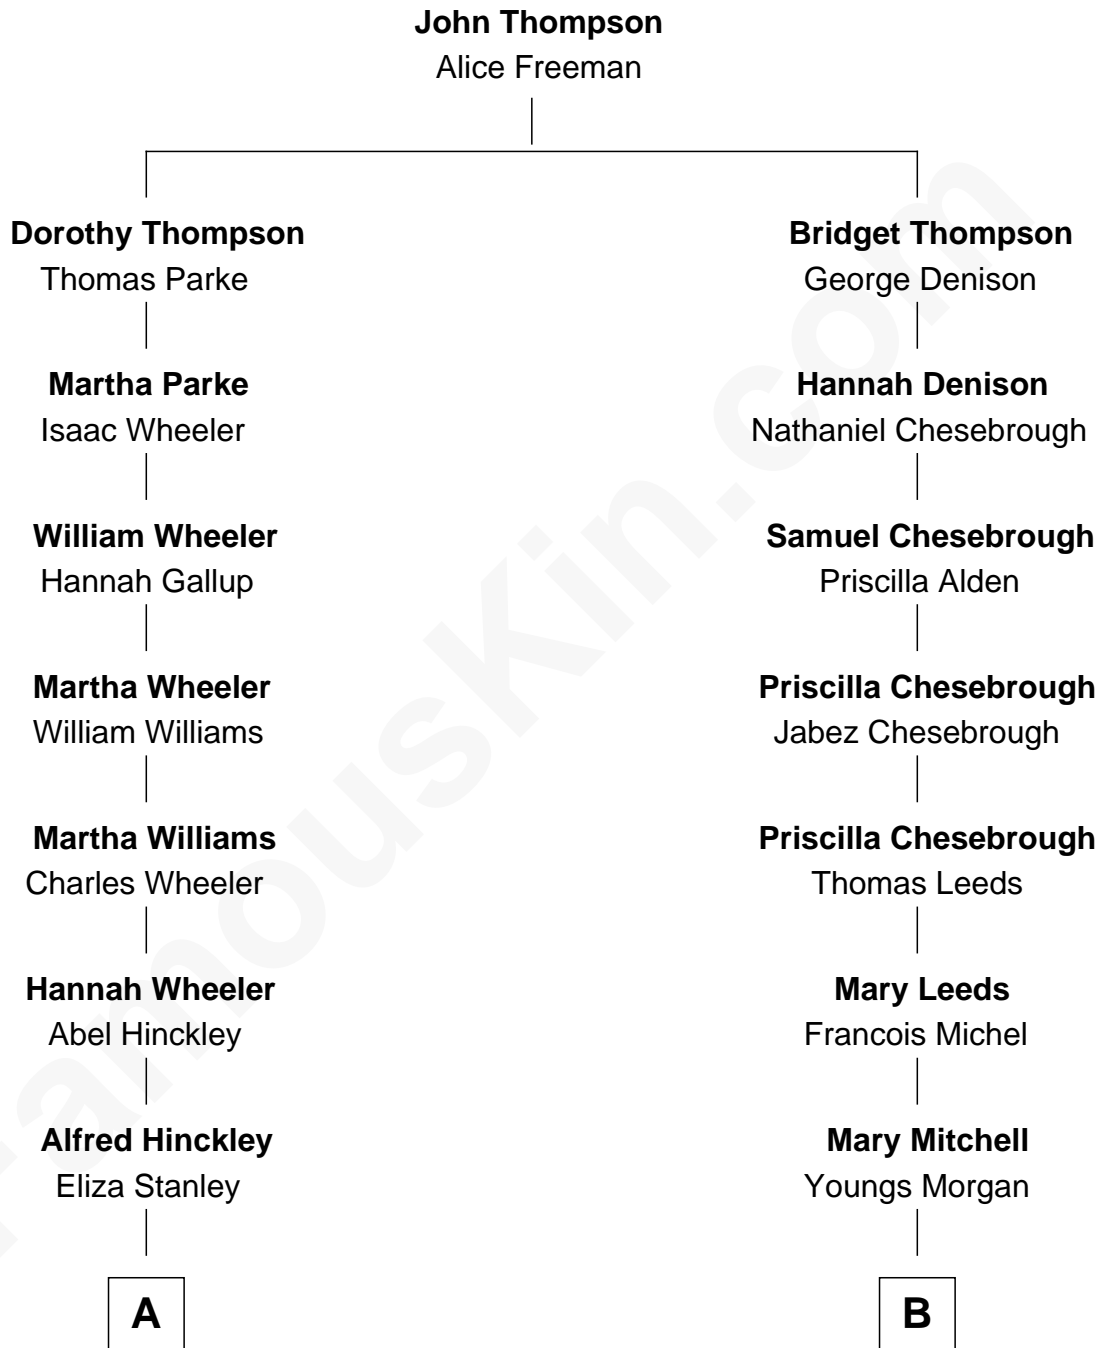 John Thompson
Alice Freeman
Dorothy Thompson
Thomas Parke
Bridget Thompson
George Denison
Martha Parke
Isaac Wheeler
Hannah Denison
Nathaniel Chesebrough
William Wheeler
Hannah Gallup
Samuel Chesebrough
Priscilla Alden
Martha Wheeler
William Williams
Priscilla Chesebrough
Jabez Chesebrough
Martha Williams
Charles Wheeler
Priscilla Chesebrough
Thomas Leeds
Hannah Wheeler
Abel Hinckley
Mary Leeds
Francois Michel
Alfred Hinckley
Eliza Stanley
Mary Mitchell
Youngs Morgan
A
B
FamousKin.com